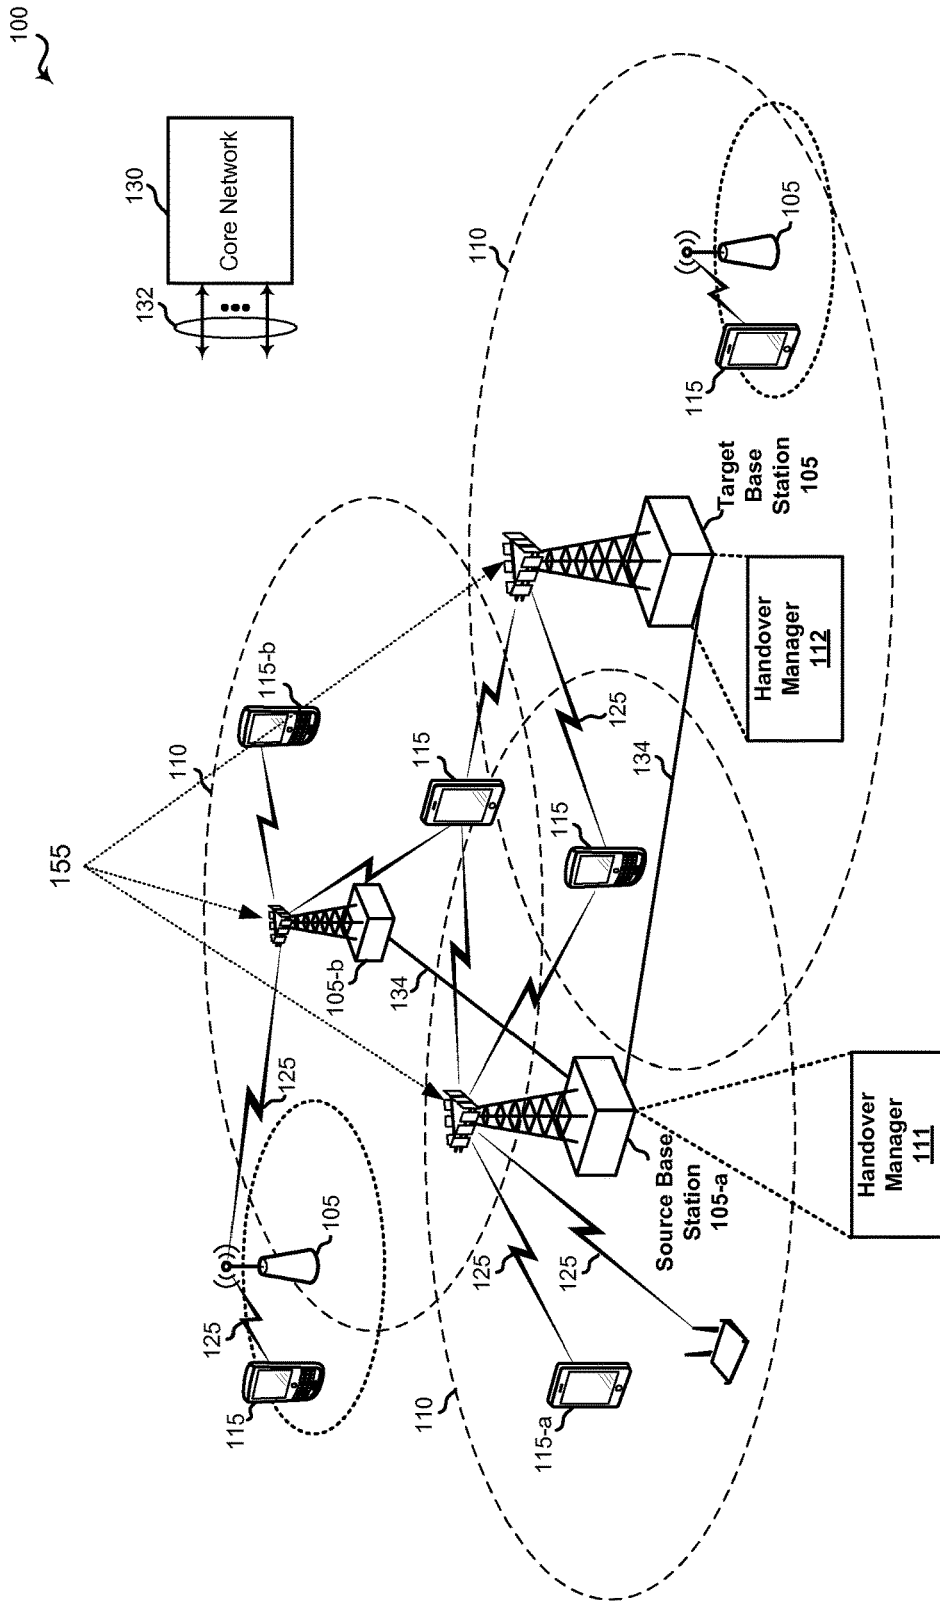 100
130
Core Network
132
110
105
115
Target
Base
Station
105
Handover
Manager
112
115-b
110
155
115
125
115
134
105-b
134
125
105
125
115
Source Base
Station
105-a
Handover
Manager
111
125
125
110
115-a